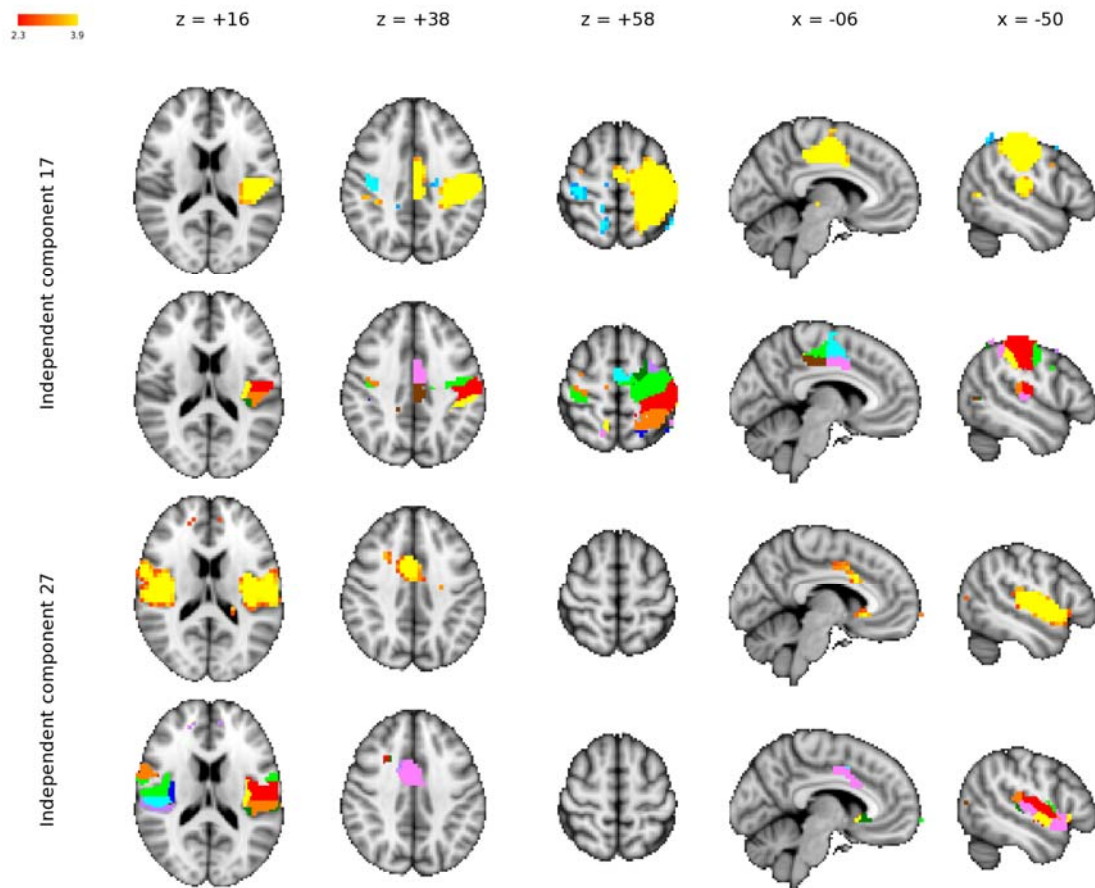 z = +16
z = +38
z = +58
x = -06
x = -50
2.3
3.9
Independent component 17
Independent component 27